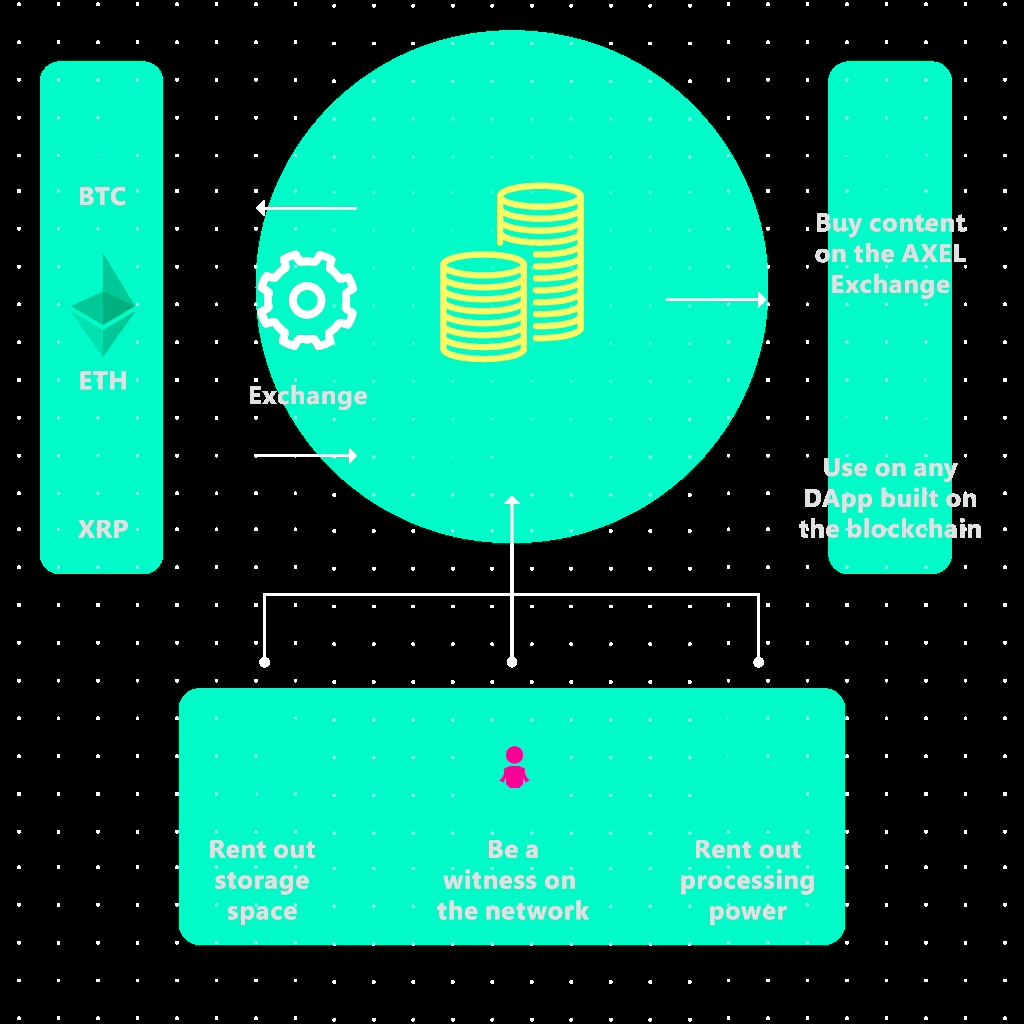 BTC
ETH
XRP
Exchange
Buy content
on the AXEL
Exchange
Use on any
DApp built on
the blockchain
Rent out
storage
space
Be a
witness on
the network
Rent out
processing
power